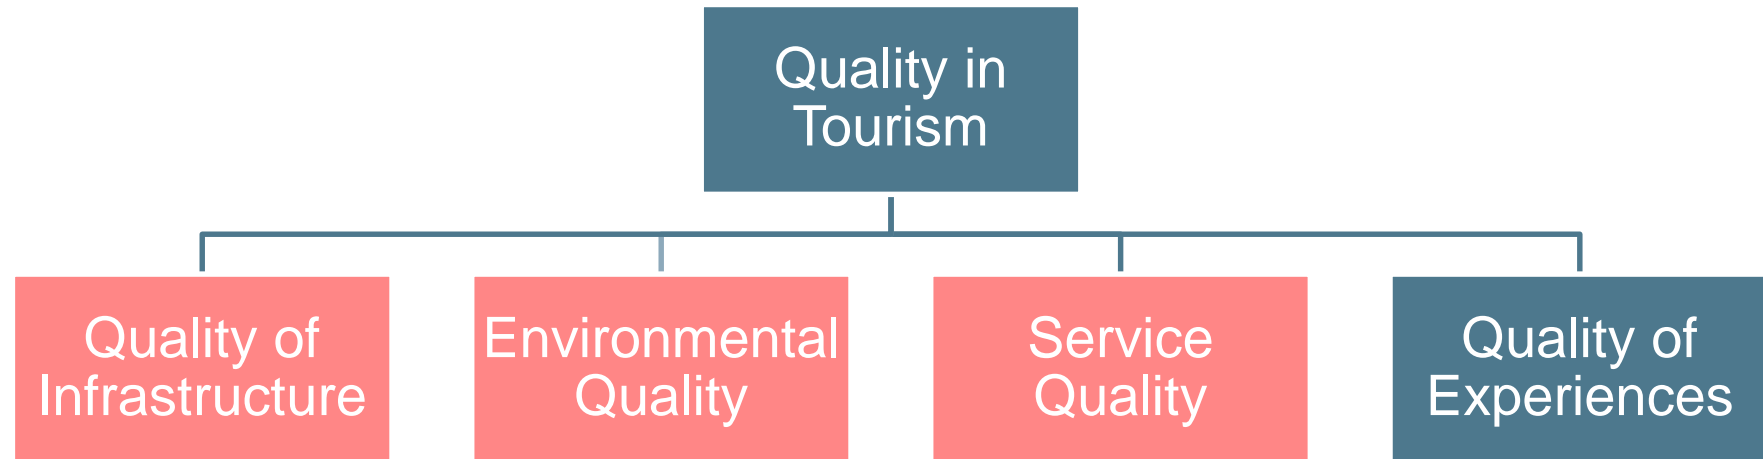 Quality in
Tourism
Quality of
Infrastructure
Environmental
Quality
Service
Quality
Quality of
Experiences